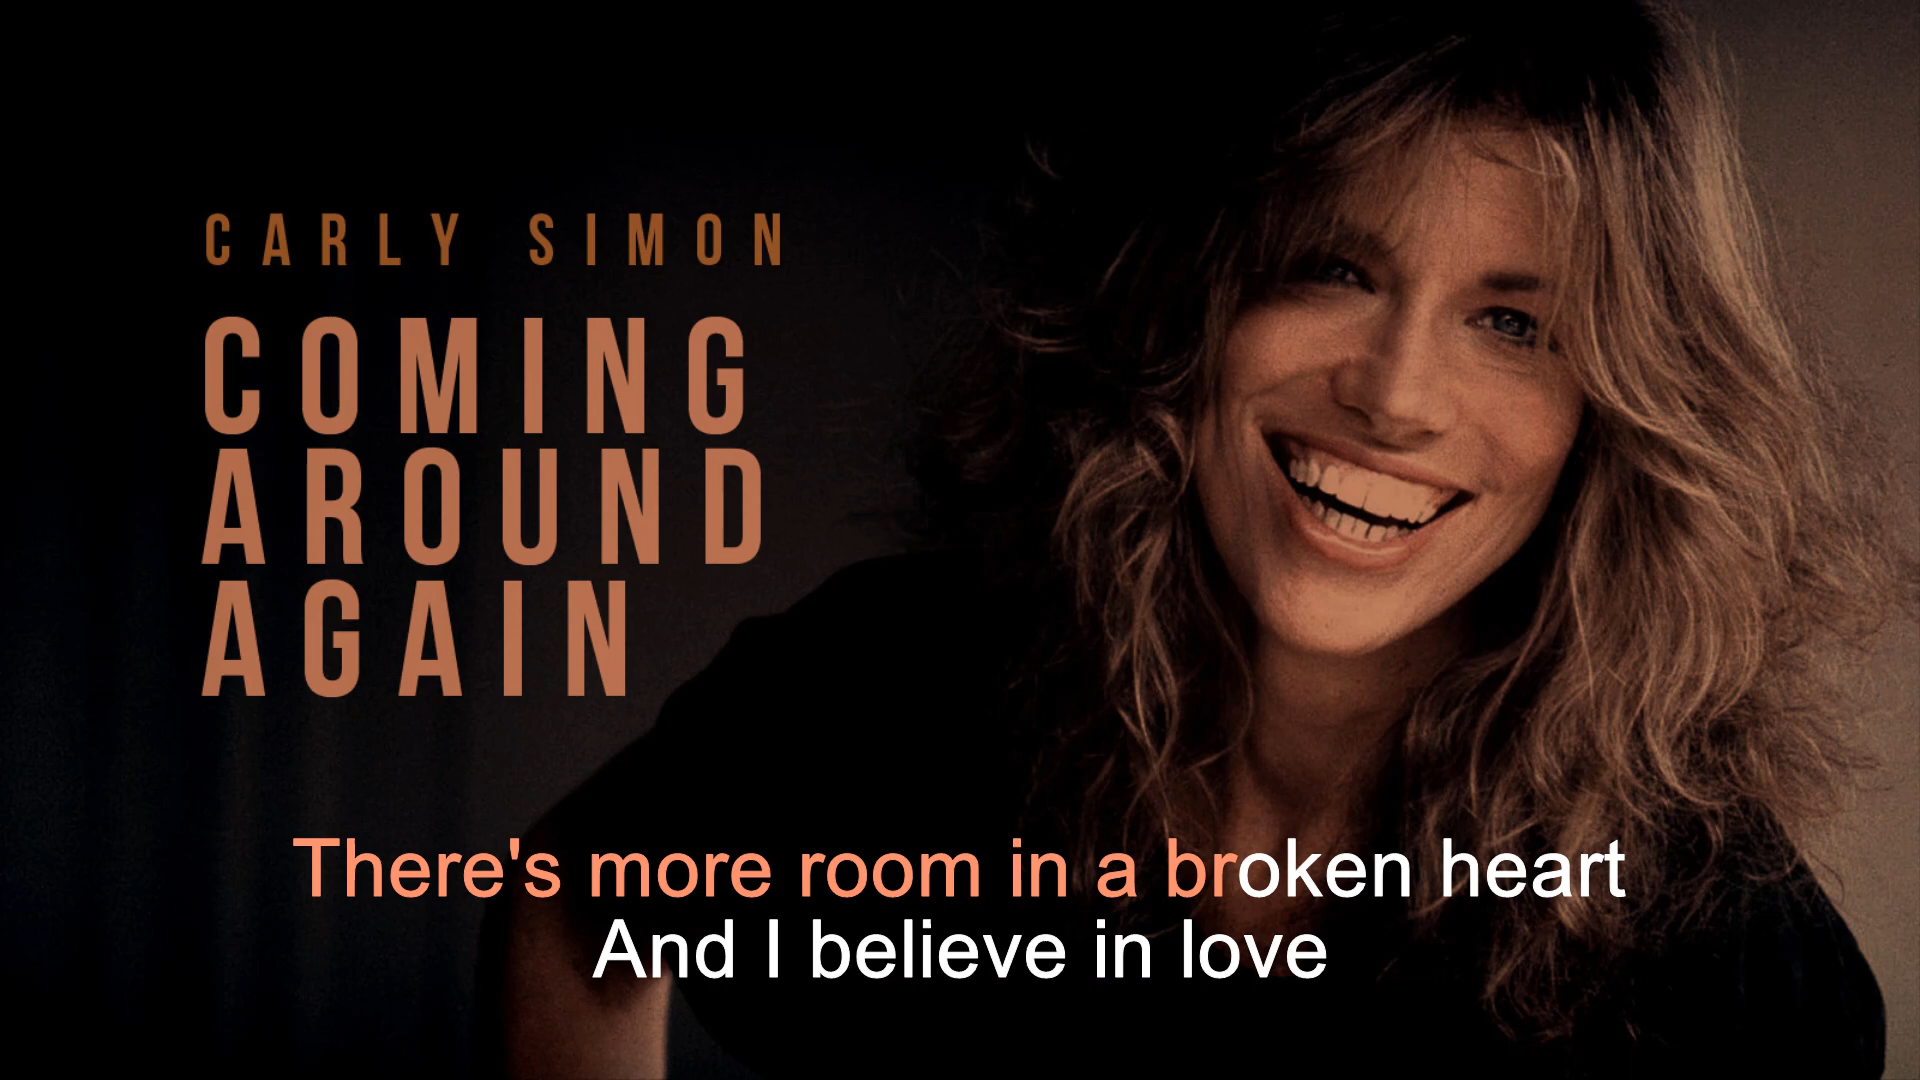 CARLY SIMON
COMING
AROUND
AGAIN
There's more room in a broken heart
And I believe in love